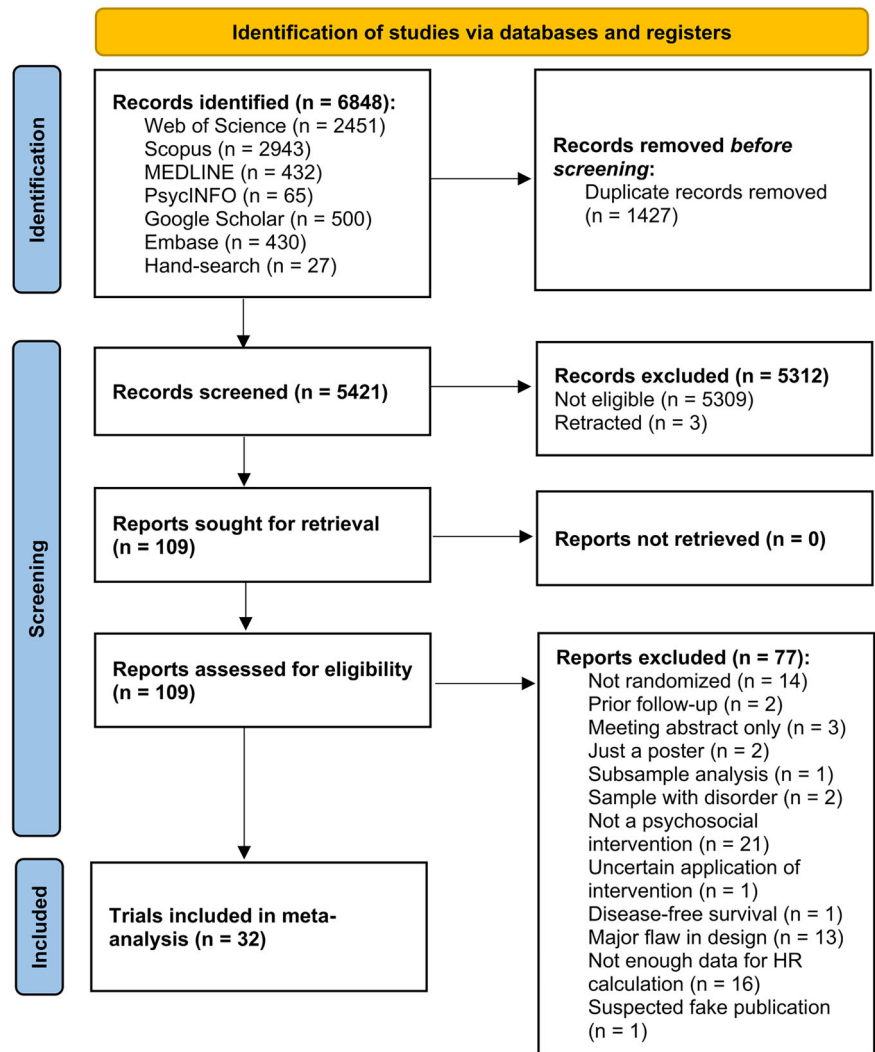 Identification of studies via databases and registers
Identification
Records identified (n = 6848):
Web of Science (n = 2451)
Scopus (n = 2943)
MEDLINE (n = 432)
PsycINFO (n = 65)
Google Scholar (n = 500)
Embase (n = 430)
Hand-search (n = 27)
Records removed before
screening:
Duplicate records removed
(n = 1427)
Screening
Records screened (n = 5421)
Records excluded (n = 5312)
Not eligible (n = 5309)
Retracted (n = 3)
Reports sought for retrieval
(n = 109)
Reports not retrieved (n = 0)
Reports assessed for eligibility
(n = 109)
Reports excluded (n = 77):
Not randomized (n = 14)
Prior follow-up (n = 2)
Meeting abstract only (n = 3)
Just a poster (n = 2)
Subsample analysis (n = 1)
Sample with disorder (n = 2)
Not a psychosocial
intervention (n = 21)
Uncertain application of
intervention (n = 1)
Disease-free survival (n = 1)
Major flaw in design (n = 13)
Not enough data for HR
calculation (n = 16)
Suspected fake publication
(n = 1)
Included
Trials included in meta-
analysis (n = 32)